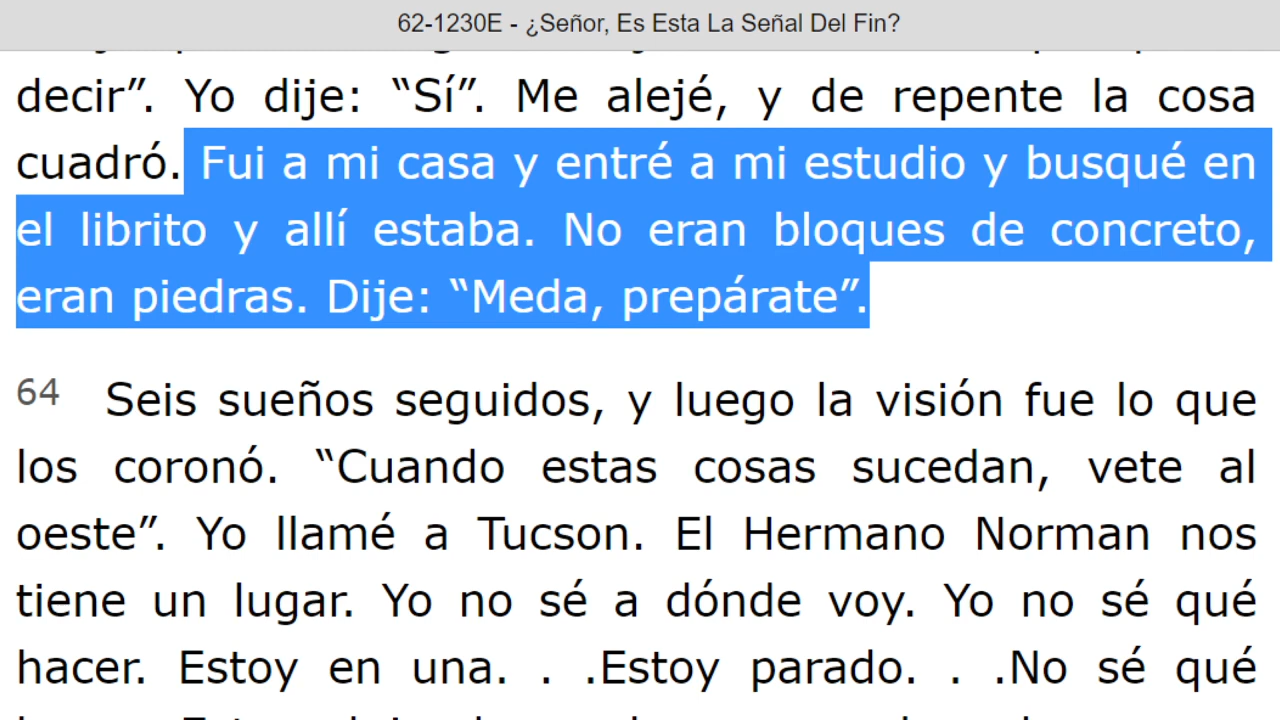 62-1230E - ¿Señor, Es Esta La Señal Del Fin?
decir”. Yo dije: “Sí”. Me alejé, y de repente la cosa
cuadró. Fui a mi casa y entré a mi estudio y busqué en
el librito y allí estaba. No eran bloques de concreto,
eran piedras. Dije: “Meda, prepárate”.
64 Seis sueños seguidos, y luego la visión fue lo que
los coronó. “Cuando estas cosas sucedan, vete al
oeste”. Yo llamé a Tucson. El Hermano Norman nos
tiene un lugar. Yo no sé a dónde voy. Yo no sé qué
hacer. Estoy en una. . .Estoy parado. . .No sé qué